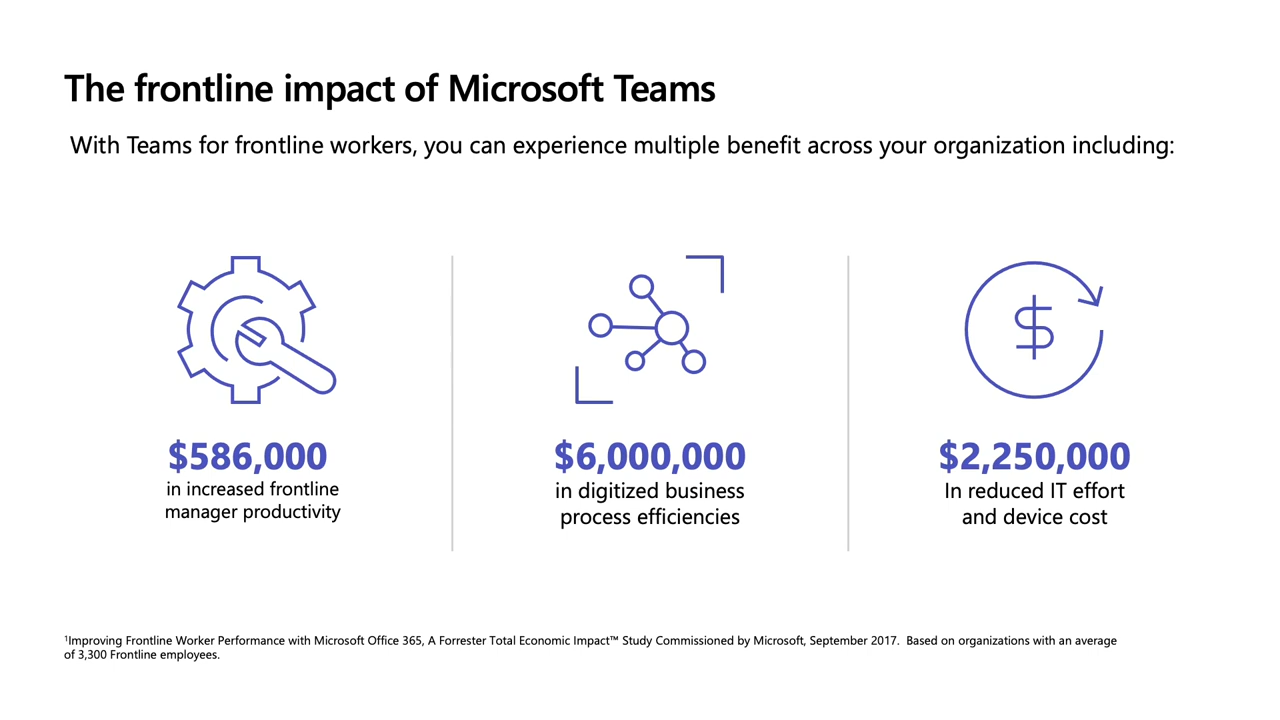 The frontline impact of Microsoft Teams
With Teams for frontline workers, you can experience multiple benefit across your organization including:
$586,000
in increased frontline
manager productivity
$6,000,000
in digitized business
process efficiencies
$2,250,000
In reduced IT effort
and device cost
¹Improving Frontline Worker Performance with Microsoft Office 365, A Forrester Total Economic Impact™ Study Commissioned by Microsoft, September 2017.  Based on organizations with an average
of 3,300 Frontline employees.